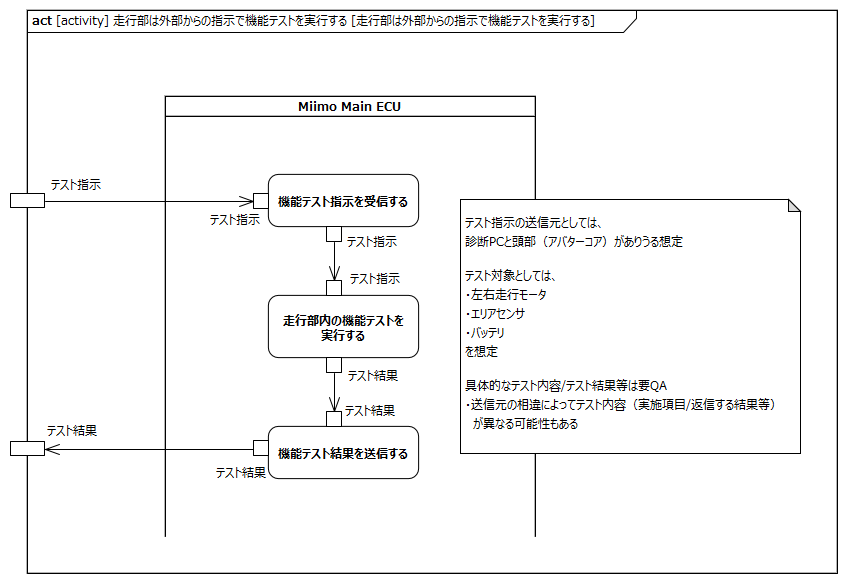 act [activity] 走行部は外部からの指示で機能テストを実行する [走行部は外部からの指示で機能テストを実行する]
Miimo Main ECU
テスト指示
機能テスト指示を受信する
テスト指示
テスト指示
テスト指示
走行部内の機能テストを
実行する
テスト結果
テスト結果
テスト結果
機能テスト結果を送信する
テスト結果
テスト指示の送信元としては、
診断PCと頭部（アバターコア）がありうる想定
テスト対象としては、
・左右走行モータ
・エリアセンサ
・バッテリ
を想定
具体的なテスト内容/テスト結果等は要QA
・送信元の相違によってテスト内容（実施項目/返信する結果等）
が異なる可能性もある